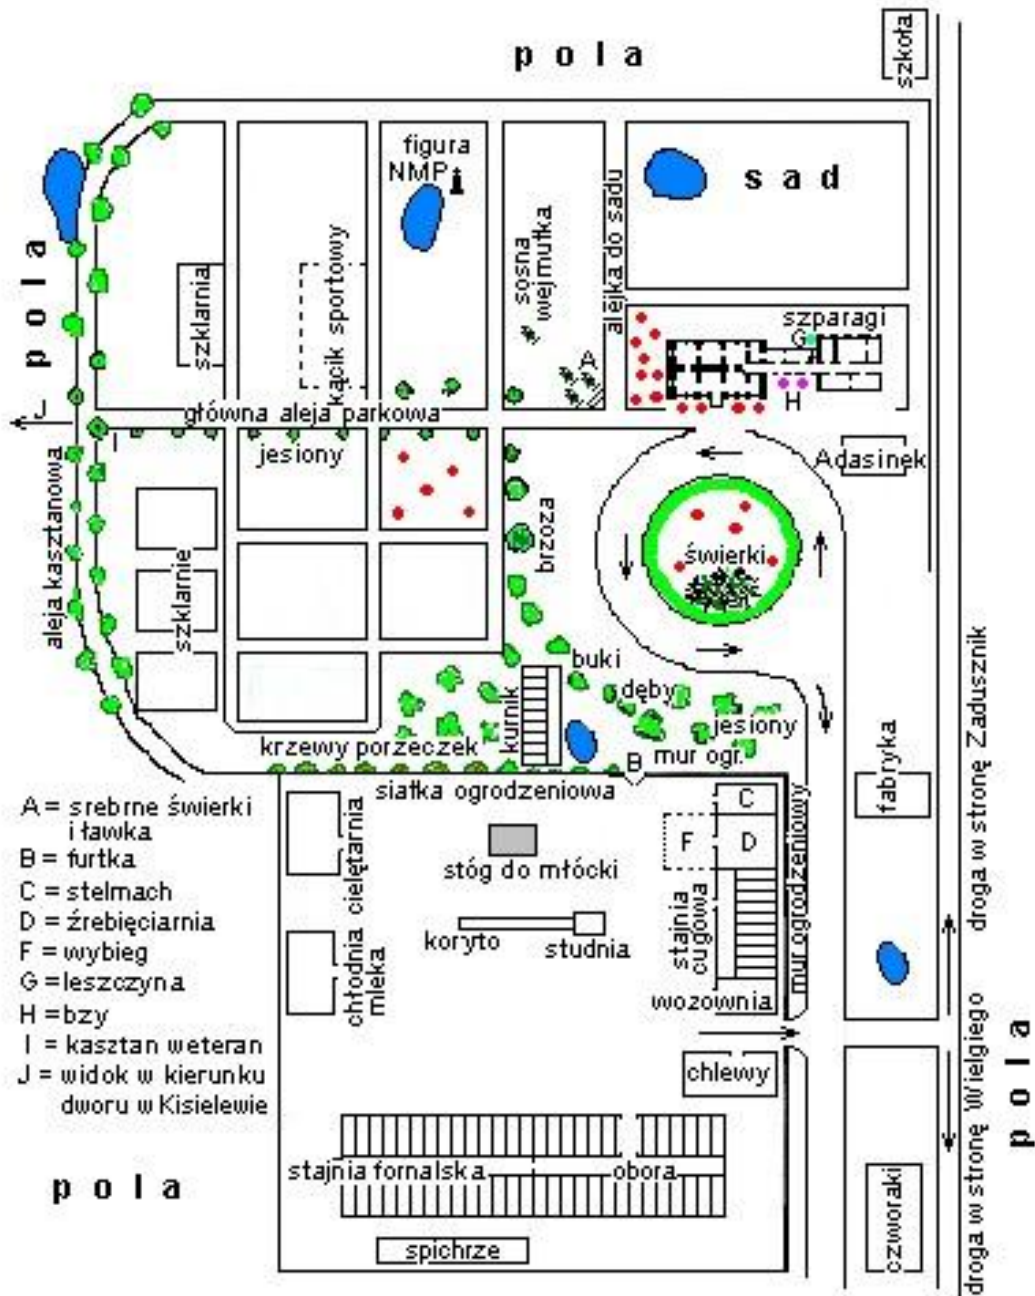 pola
szkoła
figura
NMP
sad
pola
szklarnia
kącik sportowy
sosna
wejmutka
alejka do sadu
szparagi
G
A
H
J
główna aleja parkowa
I
jesiony
Adasinek
aleja kasztanowa
brzoza
świerki
szklarnie
buki
dęby
jesiony
kurnik
krzewy porzeczek
mur ogr.
B
siatka ogrodzeniowa
fabryka
droga w stronę Zadusznik
A = srebrne świerki
i ławka
B = furtka
C = stelmach
D = źrebięciarnia
F = wybieg
G = leszczyna
H = bzy
I = kasztan weteran
J = widok w kierunku
dworu w Kisielewie
cielętarnia
stóg do młócki
C
F
D
mur ogrodzeniowy
koryto
studnia
stajnia
cugowa
chłodnia
mleka
wozownia
chlewy
droga w stronę Wielgiego
pola
pola
stajnia fornalska
obora
czworaki
spichrze